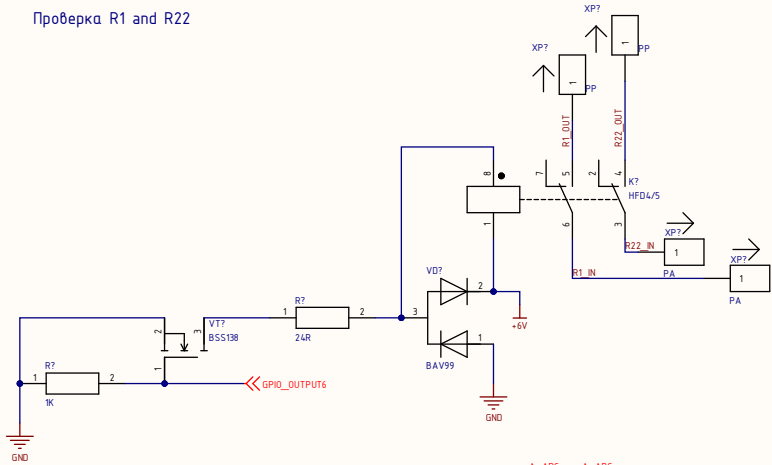 Проверка R1 and R22
XP?
1
PP
XP?
1
PP
R1_OUT
R22_OUT
8
7
5
2
4
K?
HFD4/5
1
6
3
XP?
R22_IN
1
PA
XP?
R1_IN
1
PA
VD?
2
3
+6V
1
BAV99
GND
R?
1
2
24R
VT?
BSS138
2
3
1
R?
1
2
1K
GPIO_OUTPUT6
GND